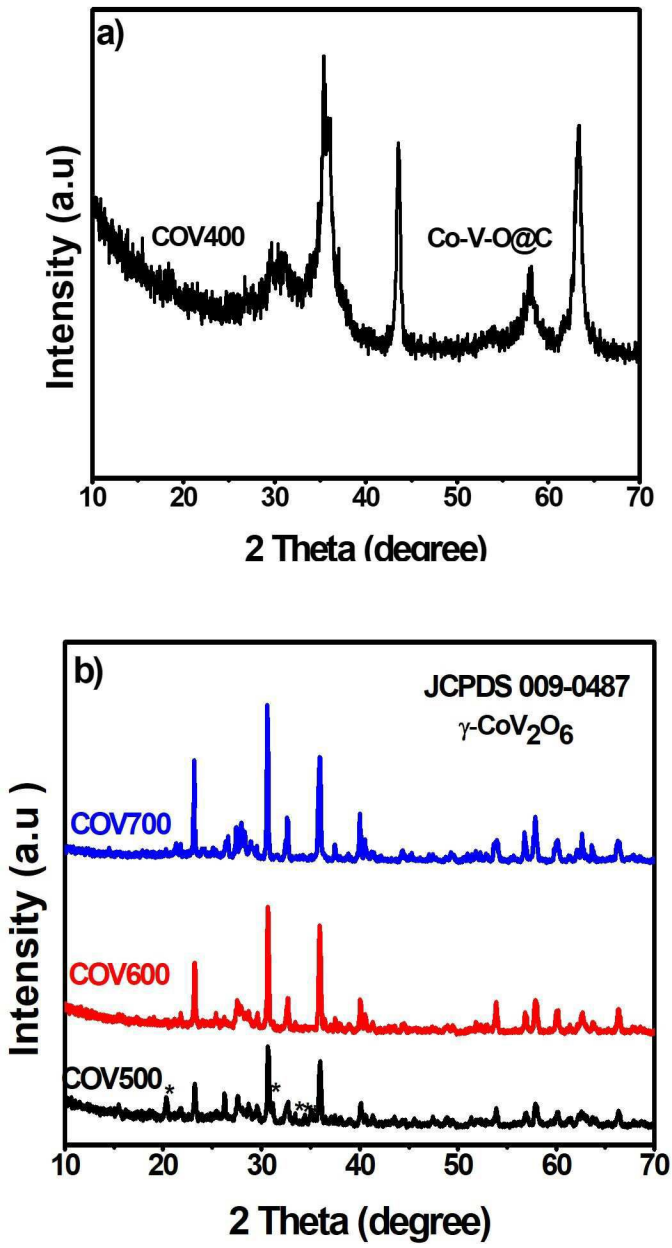 a)
Intensity (a.u)
COV400
Co-V-O@C
10 20 30 40 50 60 70
2 Theta (degree)
b)
JCPDS 009-0487
γ-CoV2O6
Intensity (a.u )
COV700
COV600
COV500
* * * *
10 20 30 40 50 60 70
2 Theta (degree)